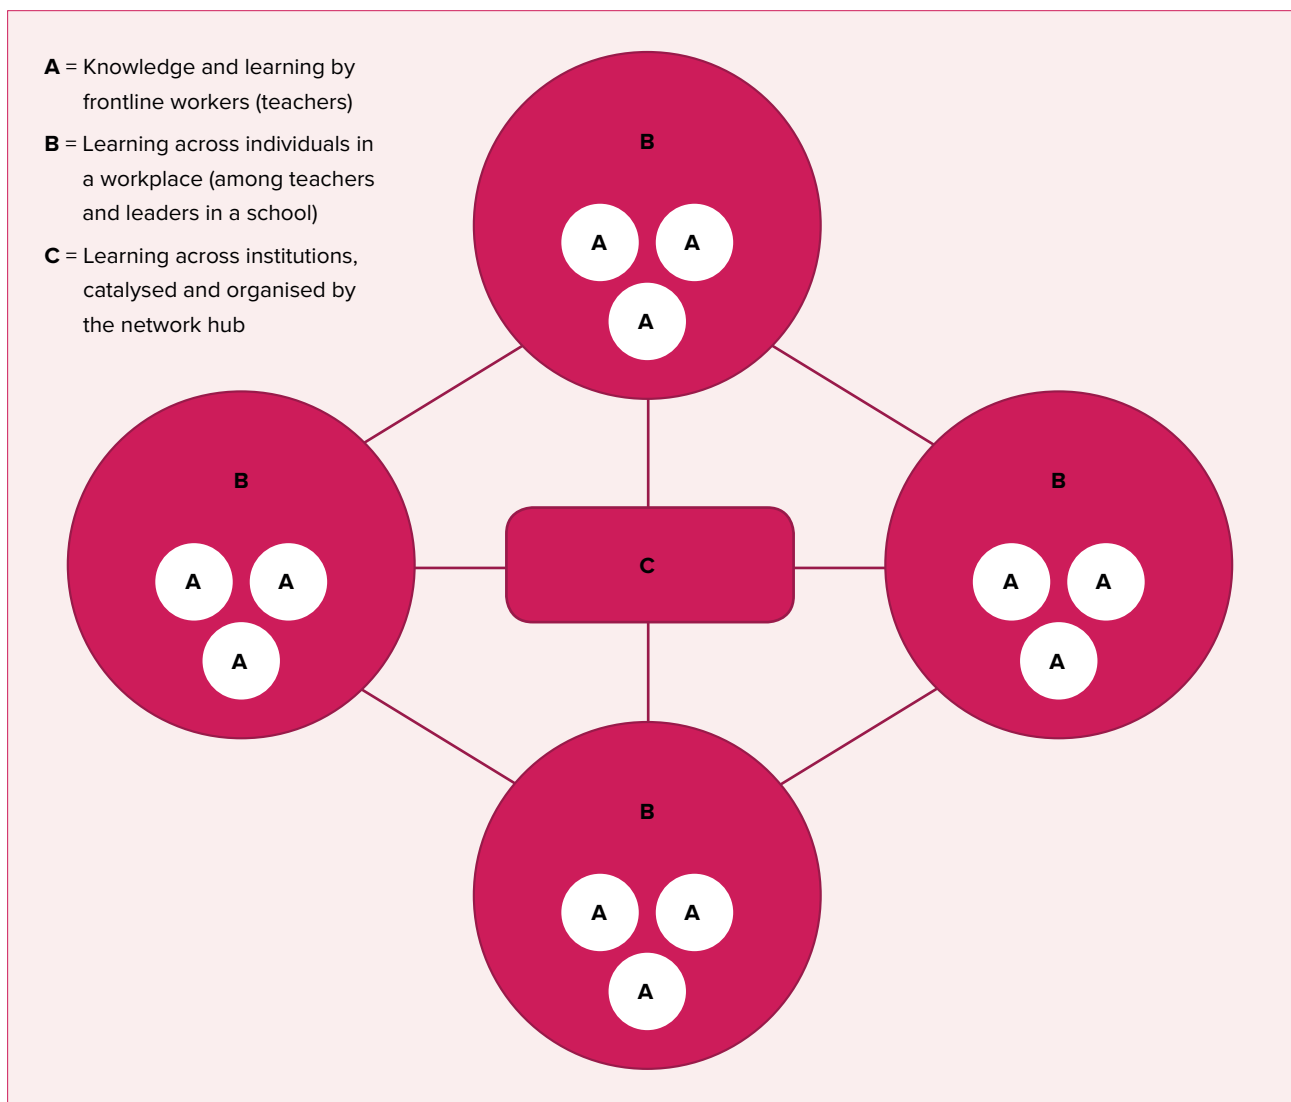 A = Knowledge and learning by
frontline workers (teachers)
B = Learning across individuals in
a workplace (among teachers
and leaders in a school)
C = Learning across institutions,
catalysed and organised by
the network hub
B
A A
A
B
A A
A
C
B
A A
A
B
A A
A